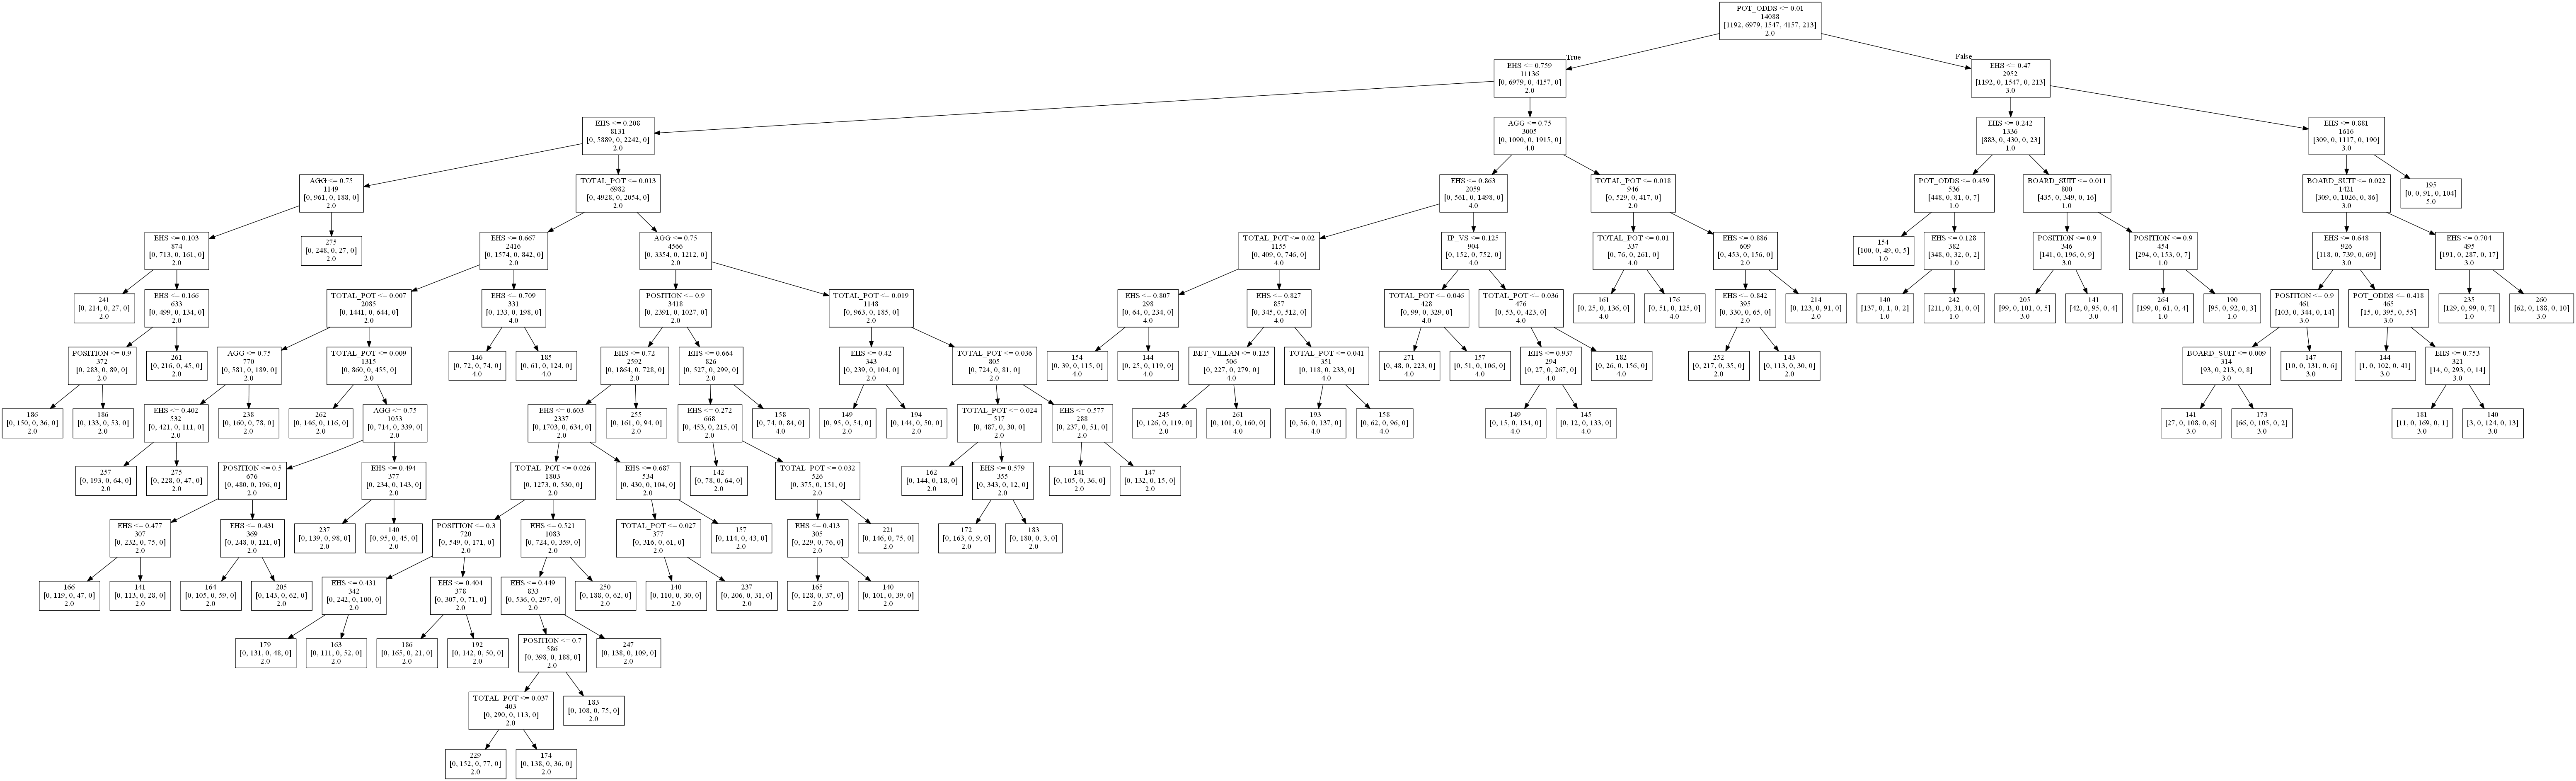 POT_ODDS <= 0.01
14088
[1192, 6979, 1547, 4157, 213]
2.0
True
False
EHS <= 0.759
11136
[0, 6979, 0, 4157, 0]
2.0
EHS <= 0.47
2952
[1192, 0, 1547, 0, 213]
3.0
EHS <= 0.208
8131
[0, 5889, 0, 2242, 0]
2.0
AGG <= 0.75
3005
[0, 1090, 0, 1915, 0]
4.0
EHS <= 0.242
1336
[883, 0, 430, 0, 23]
1.0
EHS <= 0.881
1616
[309, 0, 1117, 0, 190]
3.0
AGG <= 0.75
1149
[0, 961, 0, 188, 0]
2.0
TOTAL_POT <= 0.013
6982
[0, 4928, 0, 2054, 0]
2.0
EHS <= 0.863
2059
[0, 561, 0, 1498, 0]
4.0
TOTAL_POT <= 0.018
946
[0, 529, 0, 417, 0]
2.0
POT_ODDS <= 0.459
536
[448, 0, 81, 0, 7]
1.0
BOARD_SUIT <= 0.011
800
[435, 0, 349, 0, 16]
1.0
BOARD_SUIT <= 0.022
1421
[309, 0, 1026, 0, 86]
3.0
195
[0, 0, 91, 0, 104]
5.0
EHS <= 0.103
874
[0, 713, 0, 161, 0]
2.0
275
[0, 248, 0, 27, 0]
2.0
EHS <= 0.667
2416
[0, 1574, 0, 842, 0]
2.0
AGG <= 0.75
4566
[0, 3354, 0, 1212, 0]
2.0
TOTAL_POT <= 0.02
1155
[0, 409, 0, 746, 0]
4.0
IP_VS <= 0.125
904
[0, 152, 0, 752, 0]
4.0
TOTAL_POT <= 0.01
337
[0, 76, 0, 261, 0]
4.0
EHS <= 0.886
609
[0, 453, 0, 156, 0]
2.0
154
[100, 0, 49, 0, 5]
1.0
EHS <= 0.128
382
[348, 0, 32, 0, 2]
1.0
POSITION <= 0.9
346
[141, 0, 196, 0, 9]
3.0
POSITION <= 0.9
454
[294, 0, 153, 0, 7]
1.0
EHS <= 0.648
926
[118, 0, 739, 0, 69]
3.0
EHS <= 0.704
495
[191, 0, 287, 0, 17]
3.0
241
[0, 214, 0, 27, 0]
2.0
EHS <= 0.166
633
[0, 499, 0, 134, 0]
2.0
TOTAL_POT <= 0.007
2085
[0, 1441, 0, 644, 0]
2.0
EHS <= 0.709
331
[0, 133, 0, 198, 0]
4.0
POSITION <= 0.9
3418
[0, 2391, 0, 1027, 0]
2.0
TOTAL_POT <= 0.019
1148
[0, 963, 0, 185, 0]
2.0
EHS <= 0.807
298
[0, 64, 0, 234, 0]
4.0
EHS <= 0.827
857
[0, 345, 0, 512, 0]
4.0
TOTAL_POT <= 0.046
428
[0, 99, 0, 329, 0]
4.0
TOTAL_POT <= 0.036
476
[0, 53, 0, 423, 0]
4.0
161
[0, 25, 0, 136, 0]
4.0
176
[0, 51, 0, 125, 0]
4.0
EHS <= 0.842
395
[0, 330, 0, 65, 0]
2.0
214
[0, 123, 0, 91, 0]
2.0
140
[137, 0, 1, 0, 2]
1.0
242
[211, 0, 31, 0, 0]
1.0
205
[99, 0, 101, 0, 5]
3.0
141
[42, 0, 95, 0, 4]
3.0
264
[199, 0, 61, 0, 4]
1.0
190
[95, 0, 92, 0, 3]
1.0
POSITION <= 0.9
461
[103, 0, 344, 0, 14]
3.0
POT_ODDS <= 0.418
465
[15, 0, 395, 0, 55]
3.0
235
[129, 0, 99, 0, 7]
1.0
260
[62, 0, 188, 0, 10]
3.0
POSITION <= 0.9
372
[0, 283, 0, 89, 0]
2.0
261
[0, 216, 0, 45, 0]
2.0
AGG <= 0.75
770
[0, 581, 0, 189, 0]
2.0
TOTAL_POT <= 0.009
1315
[0, 860, 0, 455, 0]
2.0
146
[0, 72, 0, 74, 0]
4.0
185
[0, 61, 0, 124, 0]
4.0
EHS <= 0.72
2592
[0, 1864, 0, 728, 0]
2.0
EHS <= 0.664
826
[0, 527, 0, 299, 0]
2.0
EHS <= 0.42
343
[0, 239, 0, 104, 0]
2.0
TOTAL_POT <= 0.036
805
[0, 724, 0, 81, 0]
2.0
154
[0, 39, 0, 115, 0]
4.0
144
[0, 25, 0, 119, 0]
4.0
BET_VILLAN <= 0.125
506
[0, 227, 0, 279, 0]
4.0
TOTAL_POT <= 0.041
351
[0, 118, 0, 233, 0]
4.0
271
[0, 48, 0, 223, 0]
4.0
157
[0, 51, 0, 106, 0]
4.0
EHS <= 0.937
294
[0, 27, 0, 267, 0]
4.0
182
[0, 26, 0, 156, 0]
4.0
252
[0, 217, 0, 35, 0]
2.0
143
[0, 113, 0, 30, 0]
2.0
BOARD_SUIT <= 0.009
314
[93, 0, 213, 0, 8]
3.0
147
[10, 0, 131, 0, 6]
3.0
144
[1, 0, 102, 0, 41]
3.0
EHS <= 0.753
321
[14, 0, 293, 0, 14]
3.0
186
[0, 150, 0, 36, 0]
2.0
186
[0, 133, 0, 53, 0]
2.0
EHS <= 0.402
532
[0, 421, 0, 111, 0]
2.0
238
[0, 160, 0, 78, 0]
2.0
262
[0, 146, 0, 116, 0]
2.0
AGG <= 0.75
1053
[0, 714, 0, 339, 0]
2.0
EHS <= 0.603
2337
[0, 1703, 0, 634, 0]
2.0
255
[0, 161, 0, 94, 0]
2.0
EHS <= 0.272
668
[0, 453, 0, 215, 0]
2.0
158
[0, 74, 0, 84, 0]
4.0
149
[0, 95, 0, 54, 0]
2.0
194
[0, 144, 0, 50, 0]
2.0
TOTAL_POT <= 0.024
517
[0, 487, 0, 30, 0]
2.0
EHS <= 0.577
288
[0, 237, 0, 51, 0]
2.0
245
[0, 126, 0, 119, 0]
2.0
261
[0, 101, 0, 160, 0]
4.0
193
[0, 56, 0, 137, 0]
4.0
158
[0, 62, 0, 96, 0]
4.0
149
[0, 15, 0, 134, 0]
4.0
145
[0, 12, 0, 133, 0]
4.0
141
[27, 0, 108, 0, 6]
3.0
173
[66, 0, 105, 0, 2]
3.0
181
[11, 0, 169, 0, 1]
3.0
140
[3, 0, 124, 0, 13]
3.0
257
[0, 193, 0, 64, 0]
2.0
275
[0, 228, 0, 47, 0]
2.0
POSITION <= 0.5
676
[0, 480, 0, 196, 0]
2.0
EHS <= 0.494
377
[0, 234, 0, 143, 0]
2.0
TOTAL_POT <= 0.026
1803
[0, 1273, 0, 530, 0]
2.0
EHS <= 0.687
534
[0, 430, 0, 104, 0]
2.0
142
[0, 78, 0, 64, 0]
2.0
TOTAL_POT <= 0.032
526
[0, 375, 0, 151, 0]
2.0
162
[0, 144, 0, 18, 0]
2.0
EHS <= 0.579
355
[0, 343, 0, 12, 0]
2.0
141
[0, 105, 0, 36, 0]
2.0
147
[0, 132, 0, 15, 0]
2.0
EHS <= 0.477
307
[0, 232, 0, 75, 0]
2.0
EHS <= 0.431
369
[0, 248, 0, 121, 0]
2.0
237
[0, 139, 0, 98, 0]
2.0
140
[0, 95, 0, 45, 0]
2.0
POSITION <= 0.3
720
[0, 549, 0, 171, 0]
2.0
EHS <= 0.521
1083
[0, 724, 0, 359, 0]
2.0
TOTAL_POT <= 0.027
377
[0, 316, 0, 61, 0]
2.0
157
[0, 114, 0, 43, 0]
2.0
EHS <= 0.413
305
[0, 229, 0, 76, 0]
2.0
221
[0, 146, 0, 75, 0]
2.0
172
[0, 163, 0, 9, 0]
2.0
183
[0, 180, 0, 3, 0]
2.0
166
[0, 119, 0, 47, 0]
2.0
141
[0, 113, 0, 28, 0]
2.0
164
[0, 105, 0, 59, 0]
2.0
205
[0, 143, 0, 62, 0]
2.0
EHS <= 0.431
342
[0, 242, 0, 100, 0]
2.0
EHS <= 0.404
378
[0, 307, 0, 71, 0]
2.0
EHS <= 0.449
833
[0, 536, 0, 297, 0]
2.0
250
[0, 188, 0, 62, 0]
2.0
140
[0, 110, 0, 30, 0]
2.0
237
[0, 206, 0, 31, 0]
2.0
165
[0, 128, 0, 37, 0]
2.0
140
[0, 101, 0, 39, 0]
2.0
179
[0, 131, 0, 48, 0]
2.0
163
[0, 111, 0, 52, 0]
2.0
186
[0, 165, 0, 21, 0]
2.0
192
[0, 142, 0, 50, 0]
2.0
POSITION <= 0.7
586
[0, 398, 0, 188, 0]
2.0
247
[0, 138, 0, 109, 0]
2.0
TOTAL_POT <= 0.037
403
[0, 290, 0, 113, 0]
2.0
183
[0, 108, 0, 75, 0]
2.0
229
[0, 152, 0, 77, 0]
2.0
174
[0, 138, 0, 36, 0]
2.0